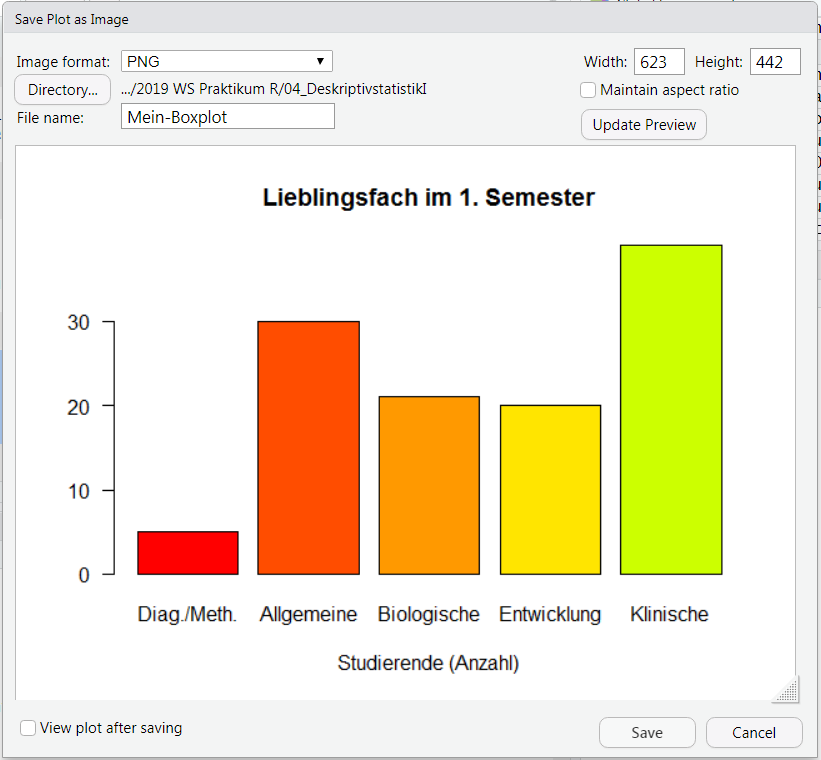 Save Plot as Image
Image format: PNG Width: 623 Height: 442
Directory... .../2019 WS Praktikum R/04_DeskriptivstatistikI Maintain aspect ratio
File name: Mein-Boxplot Update Preview
Lieblingsfach im 1. Semester
30
20
10
0
Diag./Meth. Allgemeine Biologische Entwicklung Klinische
Studierende (Anzahl)
View plot after saving Save Cancel